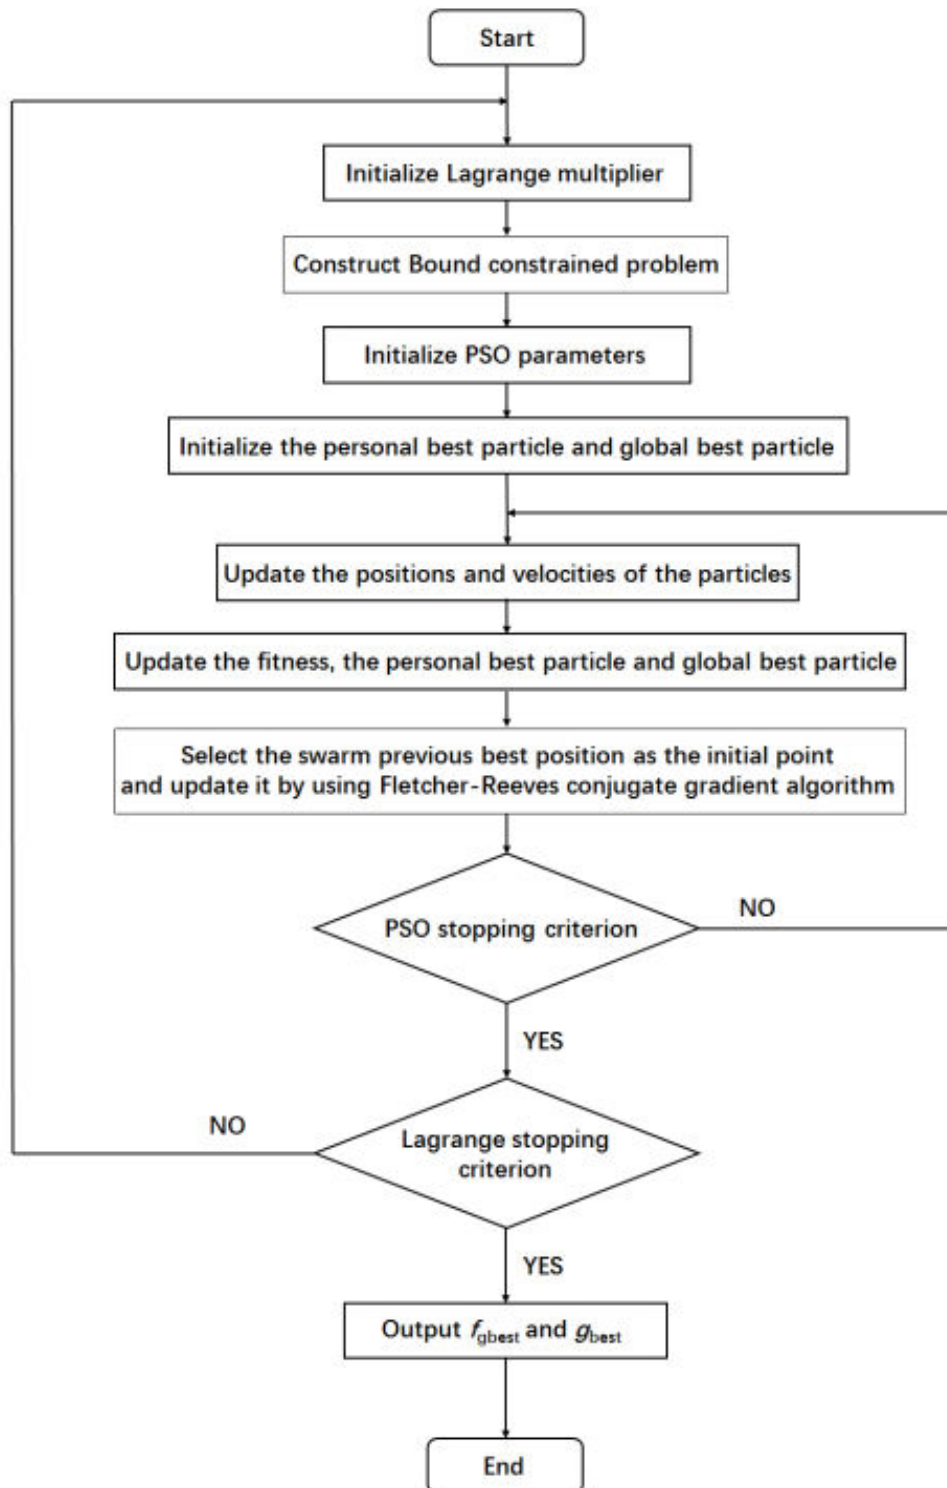 Start
Initialize Lagrange multiplier
Construct Bound constrained problem
Initialize PSO parameters
Initialize the personal best particle and global best particle
Update the positions and velocities of the particles
Update the fitness, the personal best particle and global best particle
Select the swarm previous best position as the initial point
and update it by using Fletcher-Reeves conjugate gradient algorithm
PSO stopping criterion
NO
YES
NO
Lagrange stopping
criterion
YES
Output fgbest and gbest
End